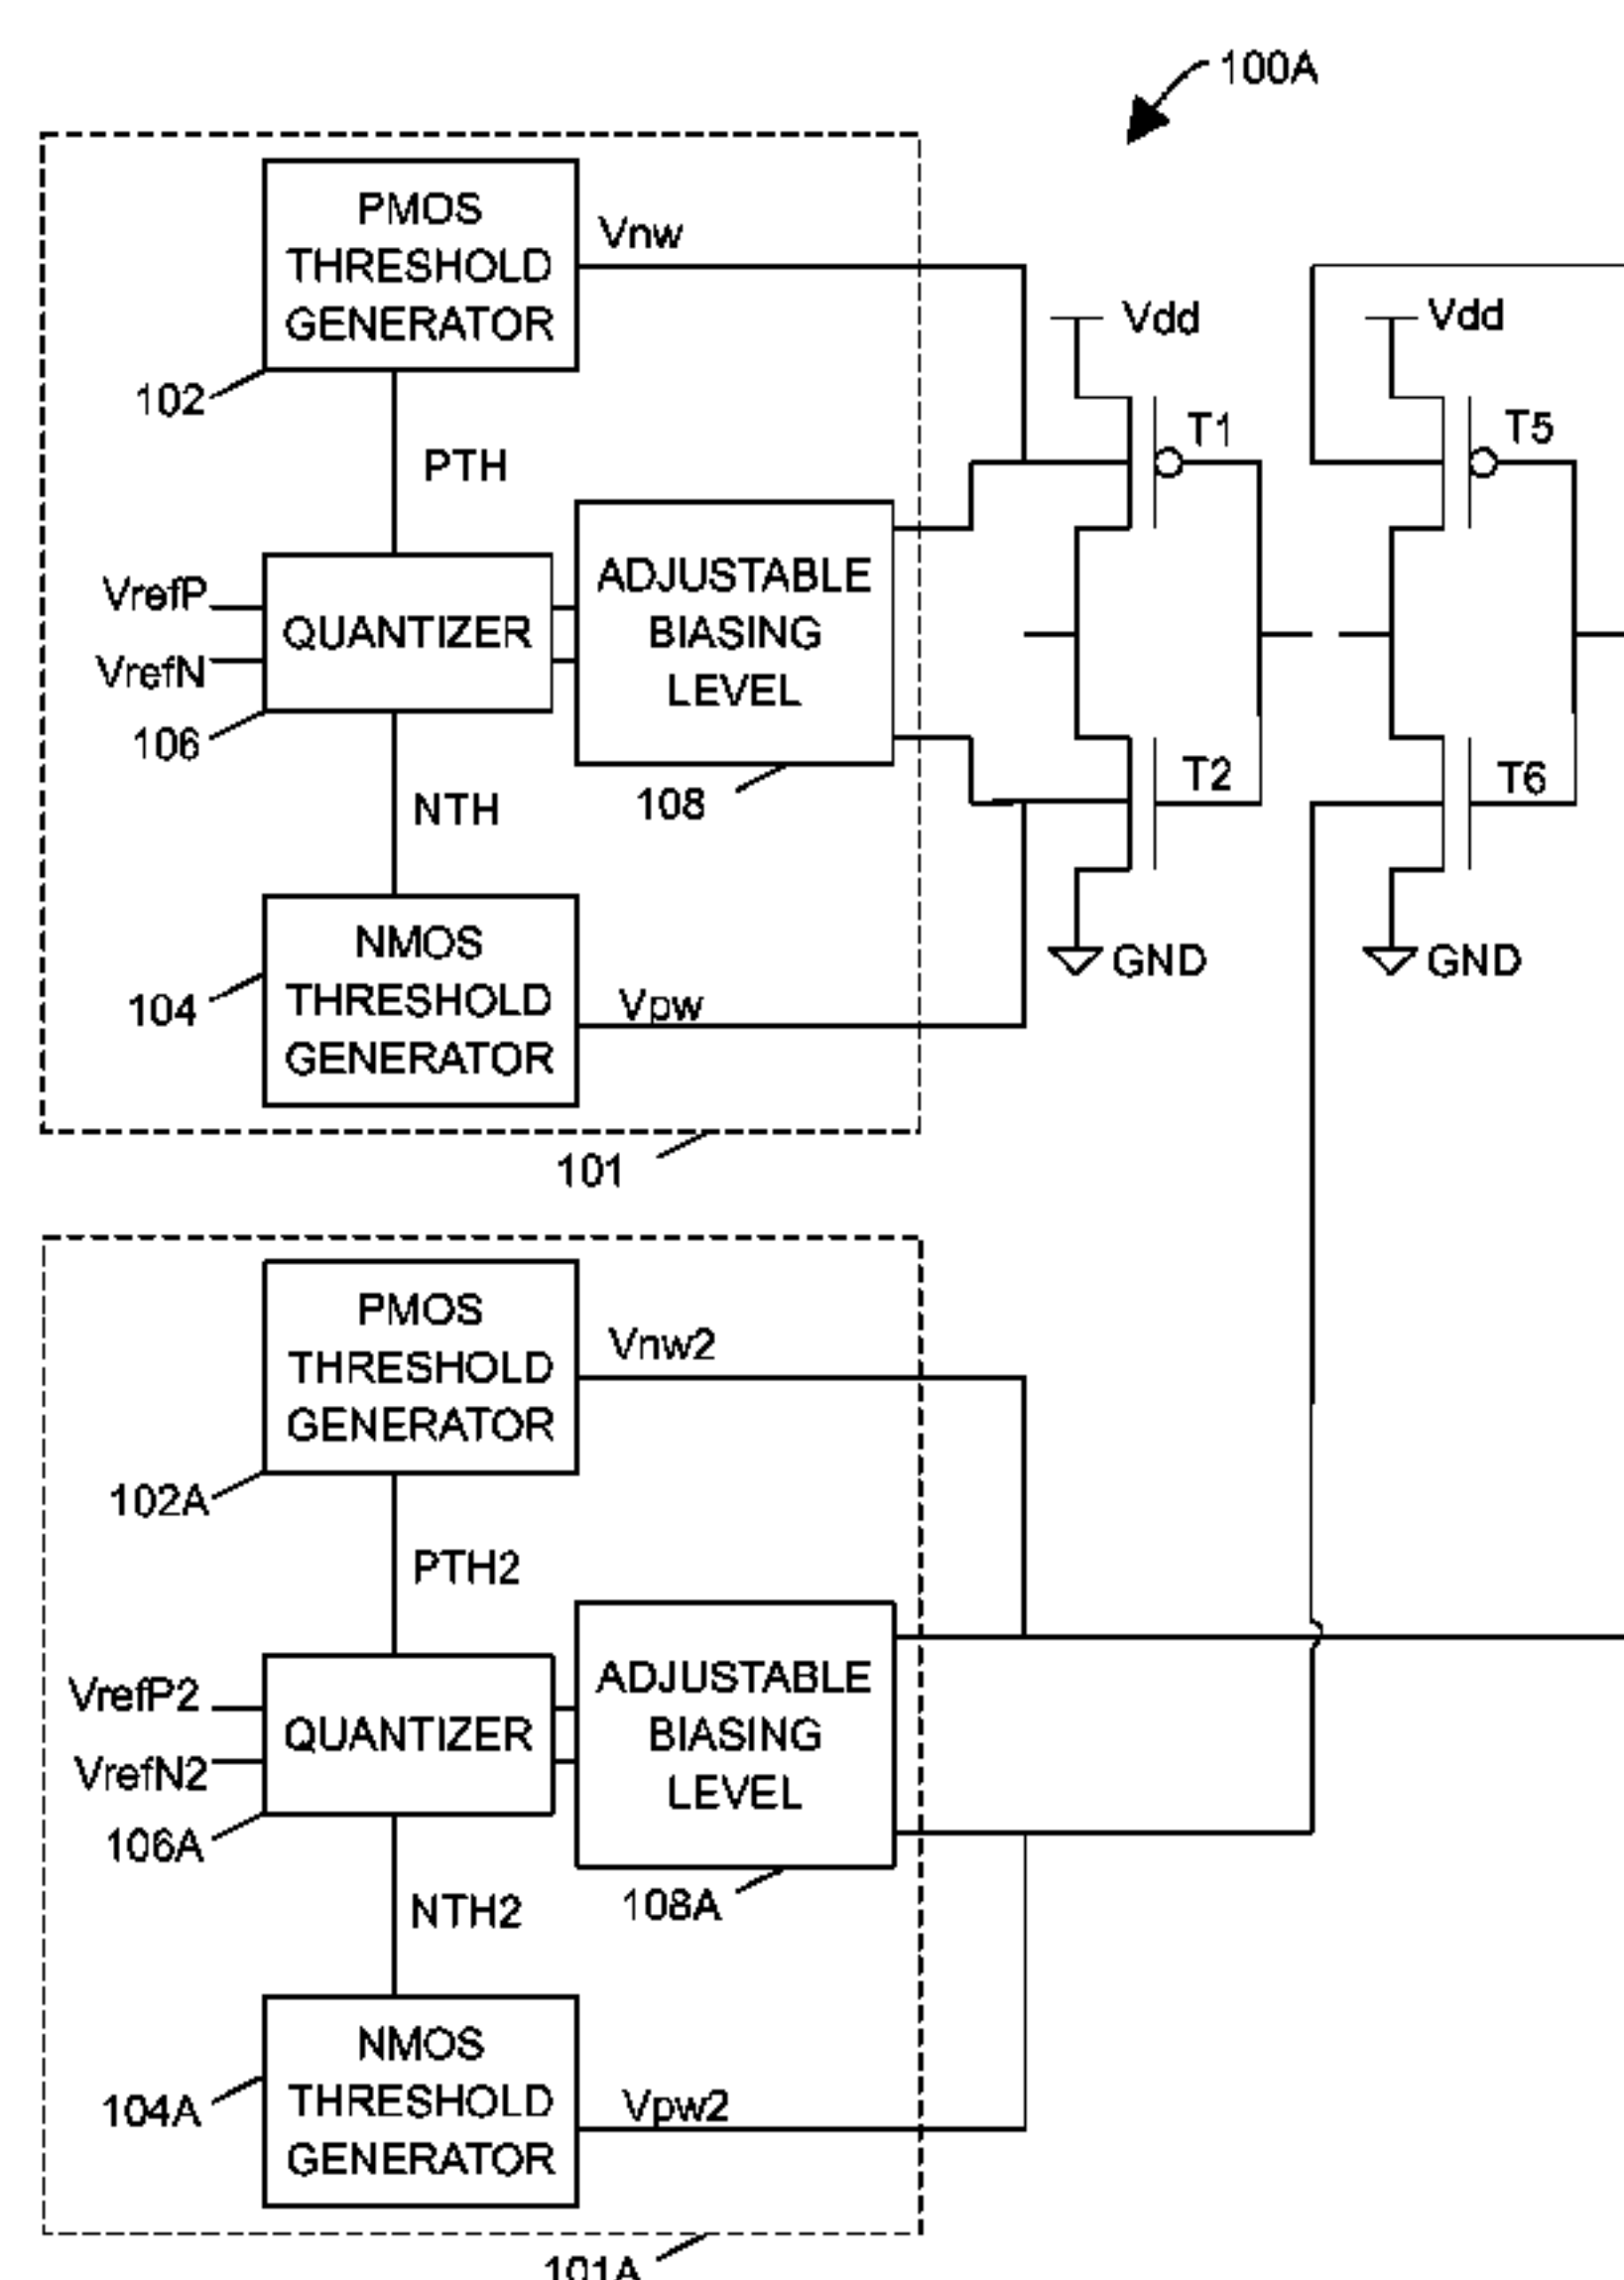 100A
PMOS
THRESHOLD
GENERATOR
Vnw
102
PTH
Vdd
Vdd
T1
T5
VrefP
VrefN
QUANTIZER
106
ADJUSTABLE
BIASING
LEVEL
108
T2
T6
NTH
NMOS
THRESHOLD
GENERATOR
104
Vpw
GND
GND
101
PMOS
THRESHOLD
GENERATOR
Vnw2
102A
PTH2
VrefP2
VrefN2
QUANTIZER
106A
ADJUSTABLE
BIASING
LEVEL
108A
NTH2
NMOS
THRESHOLD
GENERATOR
104A
Vpw2
101A